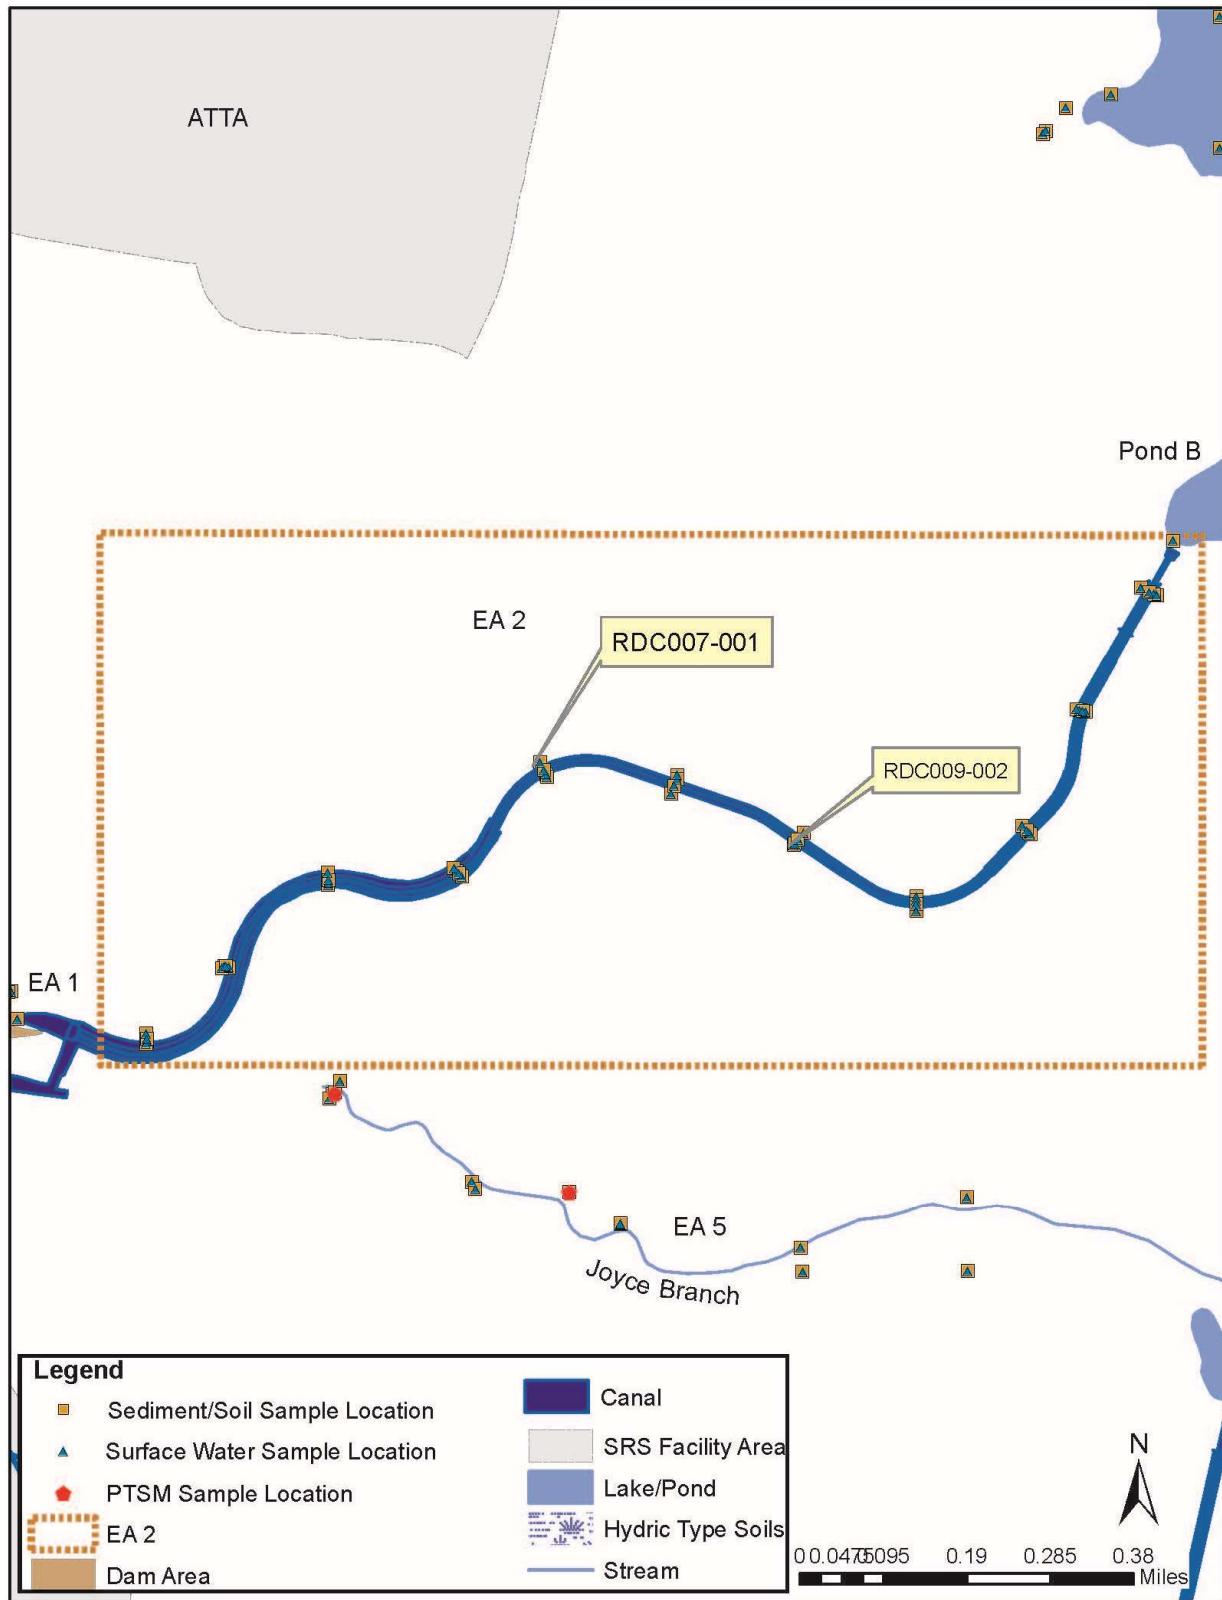 ATTA
Pond B
EA 2
RDC007-001
RDC009-002
EA 1
EA 5
Joyce Branch
Legend
Sediment/Soil Sample Location
Surface Water Sample Location
PTSM Sample Location
EA 2
Dam Area
Canal
SRS Facility Area
Lake/Pond
Hydric Type Soils
Stream
N
0 0.0475 0.095 0.19 0.285 0.38
Miles